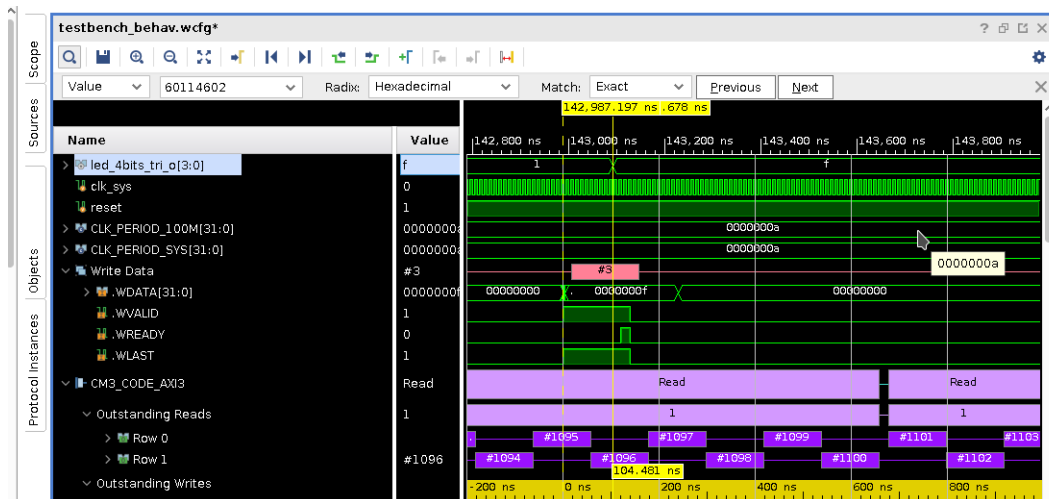 testbench_behav.wcfg*
Scope
Sources
Objects
Protocol Instances
Value 60114602 Radix: Hexadecimal Match: Exact Previous Next
142,987.197 ns .678 ns
Name Value 142,800 ns 143,000 ns 143,200 ns 143,400 ns 143,600 ns 143,800 ns
led_4bits_tri_o[3:0] f 1 f
clk_sys 0
reset 1
CLK_PERIOD_100M[31:0] 0000000a 0000000a
CLK_PERIOD_SYS[31:0] 0000000a 0000000a
0000000a
Write Data #3 #3
.WDATA[31:0] 0000000f 00000000 . 0000000f 00000000
.WVALID 1
.WREADY 0
.WLAST 1
CM3_CODE_AXI3 Read Read Read
Outstanding Reads 1 1 1
Row 0 . #1095 #1097 #1099 #1101 #1103
Row 1 #1096 #1094 #1096 #1098 #1100 #1102
104.481 ns
Outstanding Writes -200 ns 0 ns 200 ns 400 ns 600 ns 800 ns